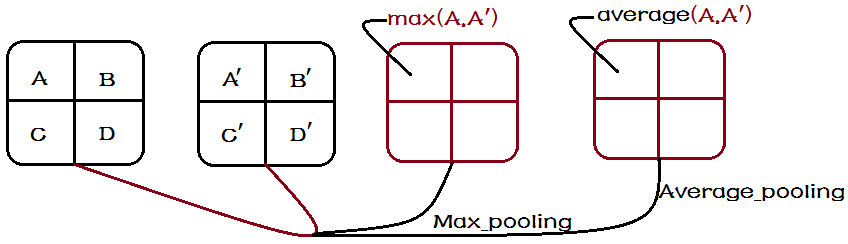 max(A,A′)
average(A,A′)
A B
C D
A′ B′
C′ D′
Max_pooling
Average_pooling